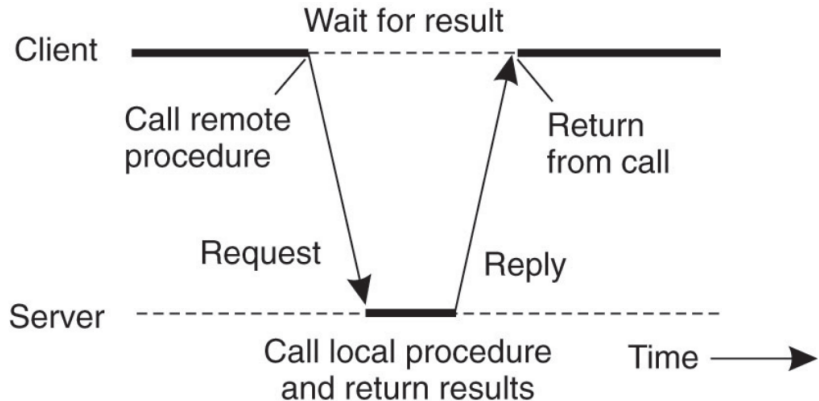 Wait for result
Client
Call remote
procedure
Return
from call
Request
Reply
Server
Call local procedure
and return results
Time